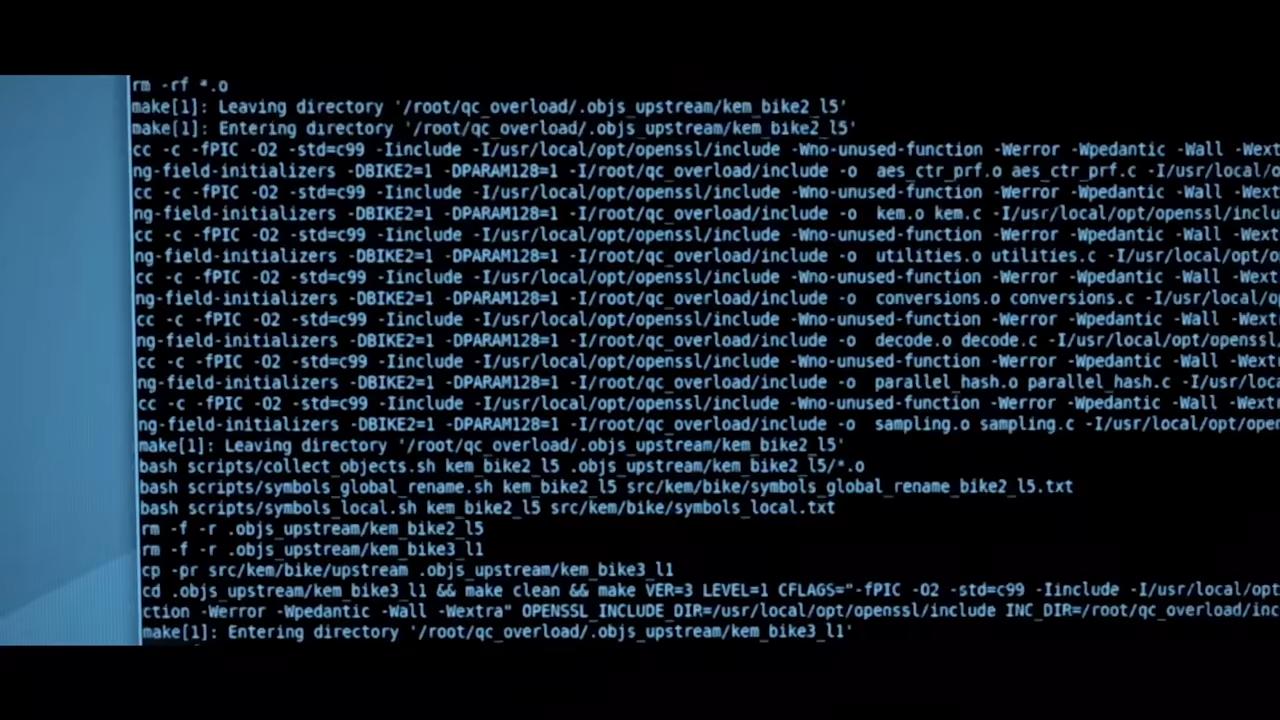 rm -rf *.o
make[1]: Leaving directory '/root/qc_overload/.objs_upstream/kem_bike2_l5'
make[1]: Entering directory '/root/qc_overload/.objs_upstream/kem_bike2_l5'
cc -c -fPIC -O2 -std=c99 -Iinclude -I/usr/local/opt/openssl/include -Wno-unused-function -Werror -Wpedantic -Wall -Wext
ng-field-initializers -DBIKE2=1 -DPARAM128=1 -I/root/qc_overload/include -o  aes_ctr_prf.o aes_ctr_prf.c -I/usr/local/o
cc -c -fPIC -O2 -std=c99 -Iinclude -I/usr/local/opt/openssl/include -Wno-unused-function -Werror -Wpedantic -Wall -Wext
ng-field-initializers -DBIKE2=1 -DPARAM128=1 -I/root/qc_overload/include -o  kem.o kem.c -I/usr/local/opt/openssl/inclu
cc -c -fPIC -O2 -std=c99 -Iinclude -I/usr/local/opt/openssl/include -Wno-unused-function -Werror -Wpedantic -Wall -Wext
ng-field-initializers -DBIKE2=1 -DPARAM128=1 -I/root/qc_overload/include -o  utilities.o utilities.c -I/usr/local/opt/o
cc -c -fPIC -O2 -std=c99 -Iinclude -I/usr/local/opt/openssl/include -Wno-unused-function -Werror -Wpedantic -Wall -Wext
ng-field-initializers -DBIKE2=1 -DPARAM128=1 -I/root/qc_overload/include -o  conversions.o conversions.c -I/usr/local/o
cc -c -fPIC -O2 -std=c99 -Iinclude -I/usr/local/opt/openssl/include -Wno-unused-function -Werror -Wpedantic -Wall -Wext
ng-field-initializers -DBIKE2=1 -DPARAM128=1 -I/root/qc_overload/include -o  decode.o decode.c -I/usr/local/opt/openssl/
cc -c -fPIC -O2 -std=c99 -Iinclude -I/usr/local/opt/openssl/include -Wno-unused-function -Werror -Wpedantic -Wall -Wext
ng-field-initializers -DBIKE2=1 -DPARAM128=1 -I/root/qc_overload/include -o  parallel_hash.o parallel_hash.c -I/usr/loca
cc -c -fPIC -O2 -std=c99 -Iinclude -I/usr/local/opt/openssl/include -Wno-unused-function -Werror -Wpedantic -Wall -Wextr
ng-field-initializers -DBIKE2=1 -DPARAM128=1 -I/root/qc_overload/include -o  sampling.o sampling.c -I/usr/local/opt/open
make[1]: Leaving directory '/root/qc_overload/.objs_upstream/kem_bike2_l5'
bash scripts/collect_objects.sh kem_bike2_l5 .objs_upstream/kem_bike2_l5/*.o
bash scripts/symbols_global_rename.sh kem_bike2_l5 src/kem/bike/symbols_global_rename_bike2_l5.txt
bash scripts/symbols_local.sh kem_bike2_l5 src/kem/bike/symbols_local.txt
rm -f -r .objs_upstream/kem_bike2_l5
rm -f -r .objs_upstream/kem_bike3_l1
cp -pr src/kem/bike/upstream .objs_upstream/kem_bike3_l1
cd .objs_upstream/kem_bike3_l1 && make clean && make VER=3 LEVEL=1 CFLAGS="-fPIC -O2 -std=c99 -Iinclude -I/usr/local/opt
ction -Werror -Wpedantic -Wall -Wextra" OPENSSL_INCLUDE_DIR=/usr/local/opt/openssl/include INC_DIR=/root/qc_overload/inc
make[1]: Entering directory '/root/qc_overload/.objs_upstream/kem_bike3_l1'